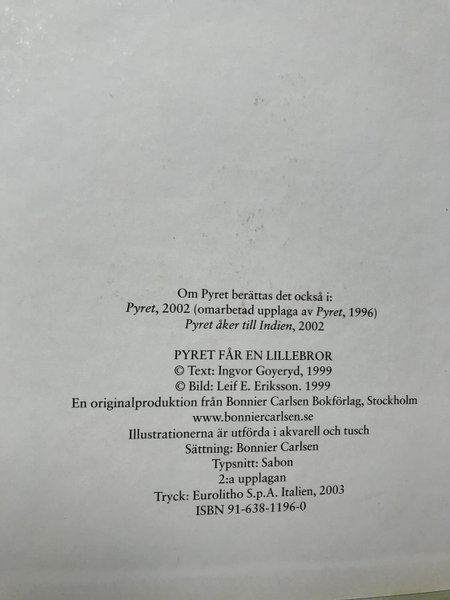 Om Pyret berättas det också i:
Pyret, 2002 (omarbetad upplaga av Pyret, 1996)
Pyret åker till Indien, 2002
PYRET FÅR EN LILLEBROR
© Text: Ingvor Goyeryd, 1999
© Bild: Leif E. Eriksson. 1999
En originalproduktion från Bonnier Carlsen Bokförlag, Stockholm
www.bonniercarlsen.se
Illustrationerna är utförda i akvarell och tusch
Sättning: Bonnier Carlsen
Typsnitt: Sabon
2:a upplagan
Tryck: Eurolitho S.p.A. Italien, 2003
ISBN 91-638-1196-0